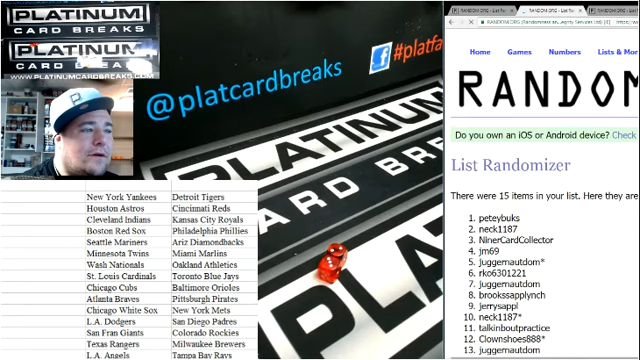 PLATINUM
CARD BREAKS
PLATINUM
CARD BREAKS
WWW.PLATINUMCARDBREAKS.COM
@platcardbreaks
#platfa
PLATINUM
CARD BRE
PLA
New York Yankees Detroit Tigers
Houston Astros Cincinnati Reds
Cleveland Indians Kansas City Royals
Boston Red Sox Philadelphia Phillies
Seattle Mariners Ariz Diamondbacks
Minnesota Twins Miami Marlins
Wash Nationals Oakland Athletics
St. Louis Cardinals Toronto Blue Jays
Chicago Cubs Baltimore Orioles
Atlanta Braves Pittsburgh Pirates
Chicago White Sox New York Mets
L.A. Dodgers San Diego Padres
San Fran Giants Colorado Rockies
Texas Rangers Milwaukee Brewers
L.A. Angels Tampa Bay Rays
Home Games Numbers Lists & Mor
RANDOM
Do you own an iOS or Android device? Check
List Randomizer
There were 15 items in your list. Here they are
1. peteybuks
2. neck1187
3. NinerCardCollector
4. jm69
5. juggernautdom*
6. rko6301221
7. juggernautdom
8. brookssapplynch
9. jerrysappl
10. neck1187*
11. talkinboutpractice
12. Clownshoes888*
13. juggernautdom